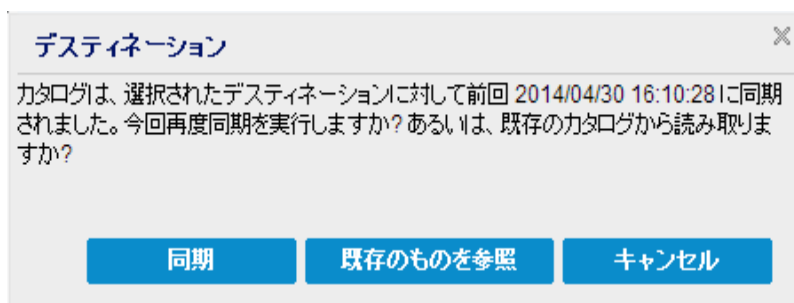 デスティネーション
カタログは、選択されたデスティネーションに対して前回 2014/04/30 16:10:28 に同期
されました。今回再度同期を実行しますか? あるいは、既存のカタログから読み取りま
すか?
同期 既存のものを参照 キャンセル